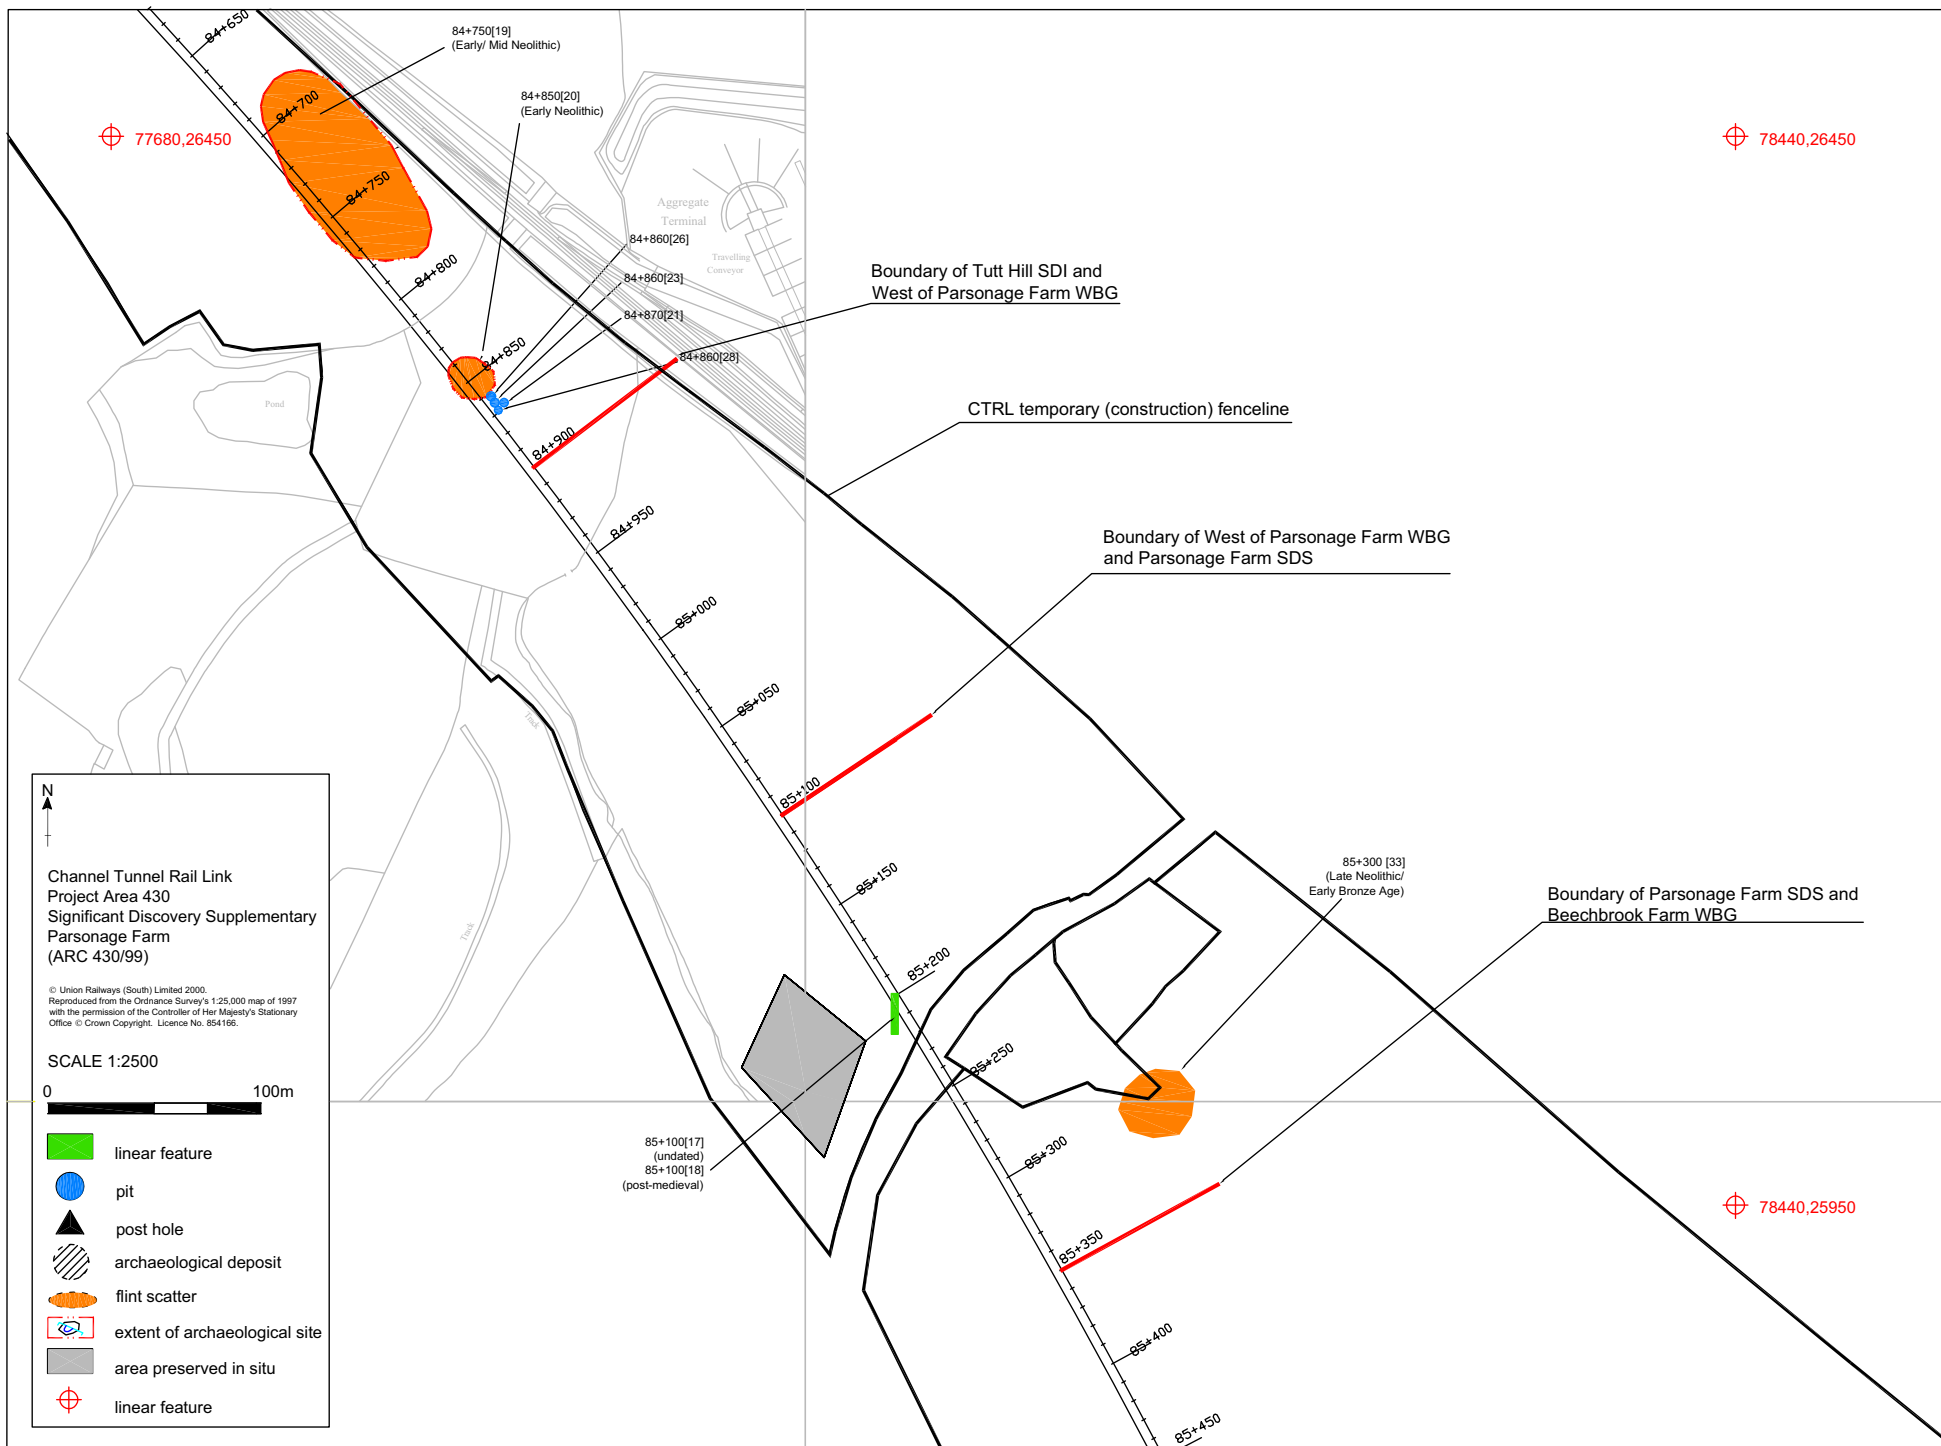 84+650
84+750[19]
(Early/ Mid Neolithic)
84+850[20]
(Early Neolithic)
84+700
77680,26450
78440,26450
84+750
Aggregate
Terminal
84+860[26]
Travelling
Conveyor
84+800
84+860[23]
Boundary of Tutt Hill SDI and
West of Parsonage Farm WBG
84+870[21]
84+850
84+860[28]
Pond
CTRL temporary (construction) fenceline
84+900
84+950
Boundary of West of Parsonage Farm WBG
and Parsonage Farm SDS
85+000
85+050
Track
85+100
85+150
85+300 [33]
(Late Neolithic/
Early Bronze Age)
Boundary of Parsonage Farm SDS and
Beechbrook Farm WBG
Track
85+200
85+250
85+100[17]
(undated)
85+100[18]
(post-medieval)
85+300
78440,25950
85+350
85+400
85+450
N
Channel Tunnel Rail Link
Project Area 430
Significant Discovery Supplementary
Parsonage Farm
(ARC 430/99)
© Union Railways (South) Limited 2000.
Reproduced from the Ordnance Survey's 1:25,000 map of 1997
with the permission of the Controller of Her Majesty's Stationary
Office © Crown Copyright. Licence No. 854166.
SCALE 1:2500
0 100m
linear feature
pit
post hole
archaeological deposit
flint scatter
extent of archaeological site
area preserved in situ
linear feature